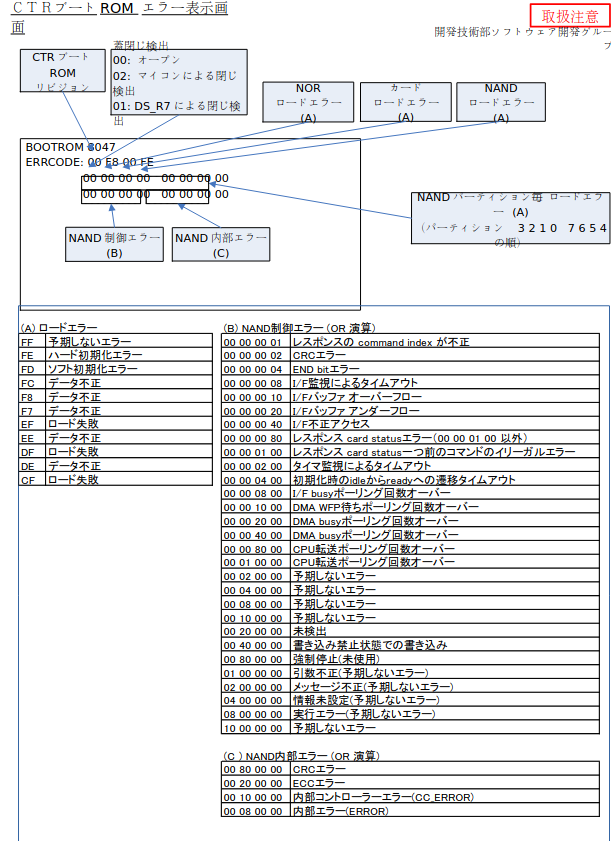 ＣＴＲブート ROM エラー表示画
面
取扱注意
開発技術部ソフトウェア開発グルー
プ
CTR ブート
ROM
リビジョン
蓋閉じ検出
00: オープン
02: マイコンによる閉じ
検出
01: DS_R7 による閉じ検
出
NOR
ロードエラー
(A)
カード
ロードエラー
(A)
NAND
ロードエラー
(A)
BOOTROM 8047
ERRCODE: 00 F8 00 FE
00 00 00 00 00 00 00 00
00 00 00 00 00 00 00 00
NAND パーティション毎 ロードエラ
ー (A)
(パーティション ３２１０ ７６５４
の順)
NAND 制御エラー
(B)
NAND 内部エラー
(C)
(A) ロードエラー
FF 予期しないエラー
FE ハード初期化エラー
FD ソフト初期化エラー
FC データ不正
F8 データ不正
F7 データ不正
EF ロード失敗
EE データ不正
DF ロード失敗
DE データ不正
CF ロード失敗
(B) NAND制御エラー (OR 演算)
00 00 00 01 レスポンスの command index が不正
00 00 00 02 CRCエラー
00 00 00 04 END bitエラー
00 00 00 08 I/F監視によるタイムアウト
00 00 00 10 I/Fバッファ オーバーフロー
00 00 00 20 I/Fバッファ アンダーフロー
00 00 00 40 I/F不正アクセス
00 00 00 80 レスポンス card statusエラー(00 00 01 00 以外)
00 00 01 00 レスポンス card status一つ前のコマンドのイリーガルエラー
00 00 02 00 タイマ監視によるタイムアウト
00 00 04 00 初期化時のidleからreadyへの遷移タイムアウト
00 00 08 00 I/F busyポーリング回数オーバー
00 00 10 00 DMA WFP待ちポーリング回数オーバー
00 00 20 00 DMA busyポーリング回数オーバー
00 00 40 00 DMA busyポーリング回数オーバー
00 00 80 00 CPU転送ポーリング回数オーバー
00 01 00 00 CPU転送ポーリング回数オーバー
00 02 00 00 予期しないエラー
00 04 00 00 予期しないエラー
00 08 00 00 予期しないエラー
00 10 00 00 予期しないエラー
00 20 00 00 未検出
00 40 00 00 書き込み禁止状態での書き込み
00 80 00 00 強制停止(未使用)
01 00 00 00 引数不正(予期しないエラー)
02 00 00 00 メッセージ不正(予期しないエラー)
04 00 00 00 情報未設定(予期しないエラー)
08 00 00 00 実行エラー(予期しないエラー)
10 00 00 00 予期しないエラー
(C ) NAND内部エラー (OR 演算)
00 80 00 00 CRCエラー
00 20 00 00 ECCエラー
00 10 00 00 内部コントローラーエラー(CC_ERROR)
00 08 00 00 内部エラー(ERROR)